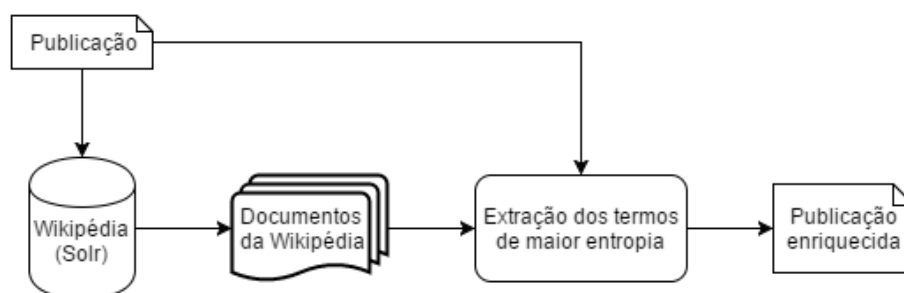 Publicação
Wikipédia
(Solr)
Documentos
da Wikipédia
Extração dos termos
de maior entropia
Publicação
enriquecida